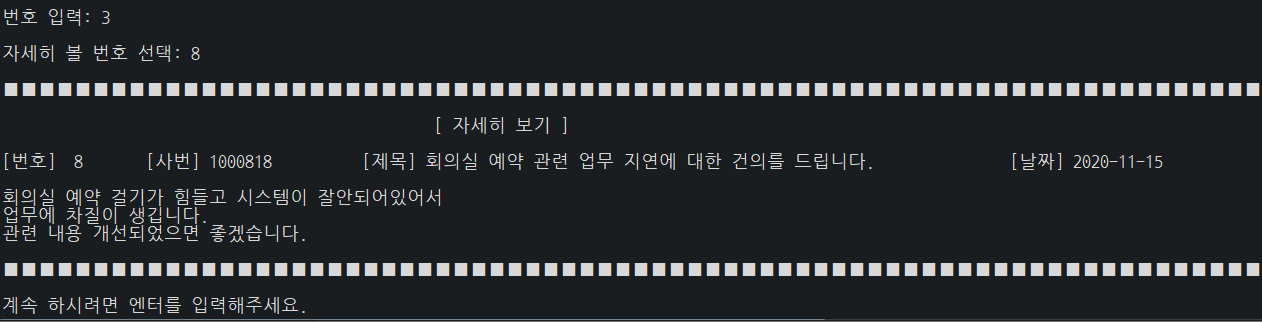 번호 입력: 3
자세히 볼 번호 선택: 8
■■■■■■■■■■■■■■■■■■■■■■■■■■■■■■■■■■■■■■■■■■■■■■■■■■■■■■■■■■■■■■■■■■■■■■
[ 자세히 보기 ]
[번호] 8 [사번] 1000818 [제목] 회의실 예약 관련 업무 지연에 대한 건의를 드립니다. [날짜] 2020-11-15
회의실 예약 걸기가 힘들고 시스템이 잘안되어있어서
업무에 차질이 생깁니다.
관련 내용 개선되었으면 좋겠습니다.
■■■■■■■■■■■■■■■■■■■■■■■■■■■■■■■■■■■■■■■■■■■■■■■■■■■■■■■■■■■■■■■■■■■■■■
계속 하시려면 엔터를 입력해주세요.